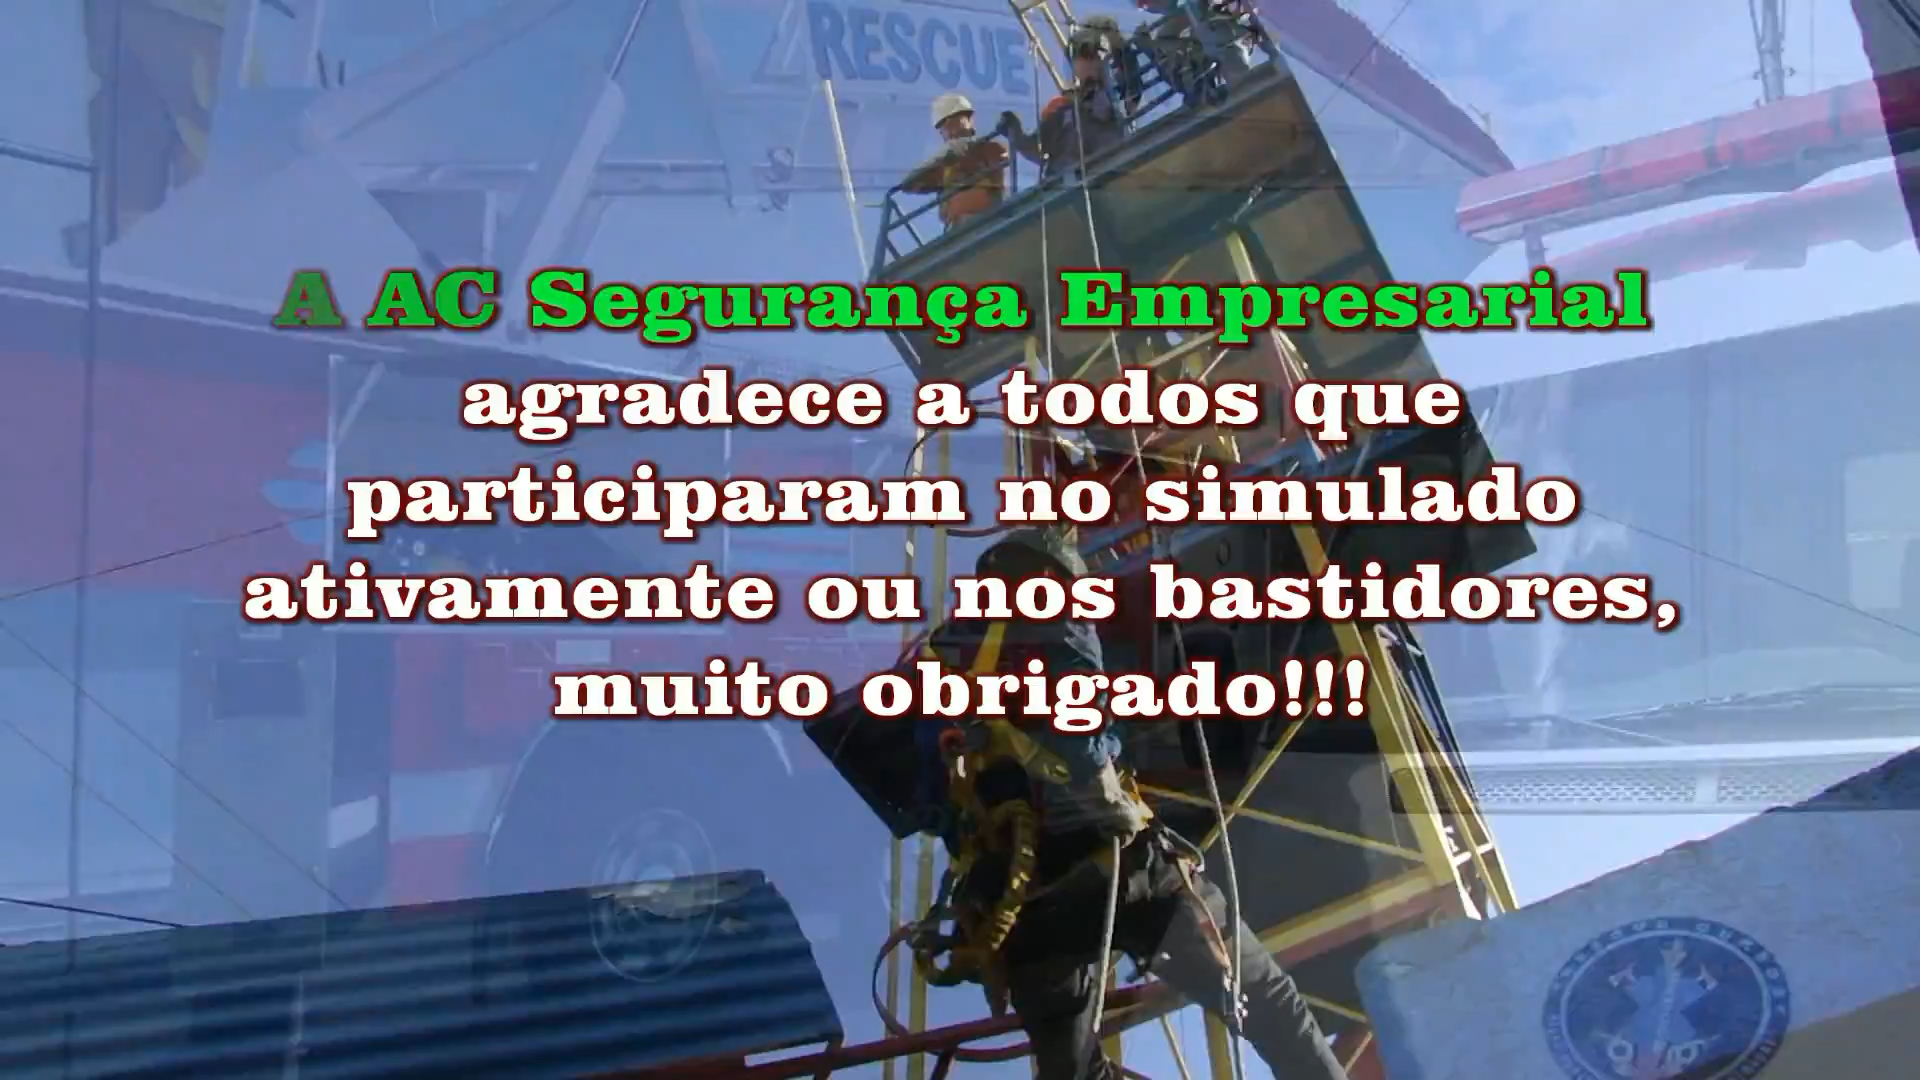 RESCUE
A AC Segurança Empresarial
agradece a todos que
participaram no simulado
ativamente ou nos bastidores,
muito obrigado!!!